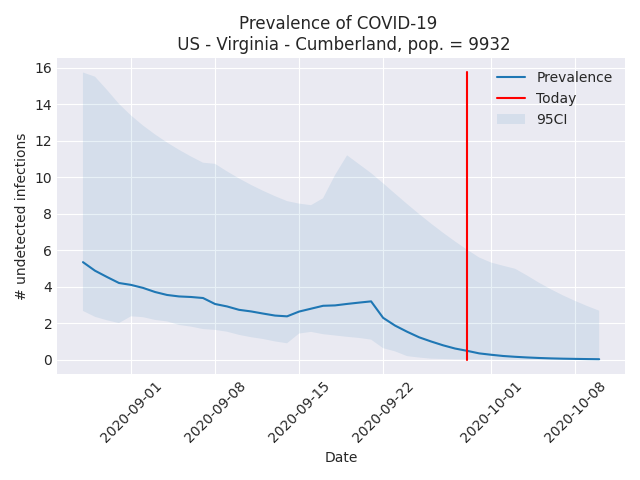 Prevalence of COVID-19
US - Virginia - Cumberland, pop. = 9932
Prevalence
Today
95CI
# undetected infections
16
14
12
10
8
6
4
2
0
2020-09-01
2020-09-08
2020-09-15
2020-09-22
2020-10-01
2020-10-08
Date